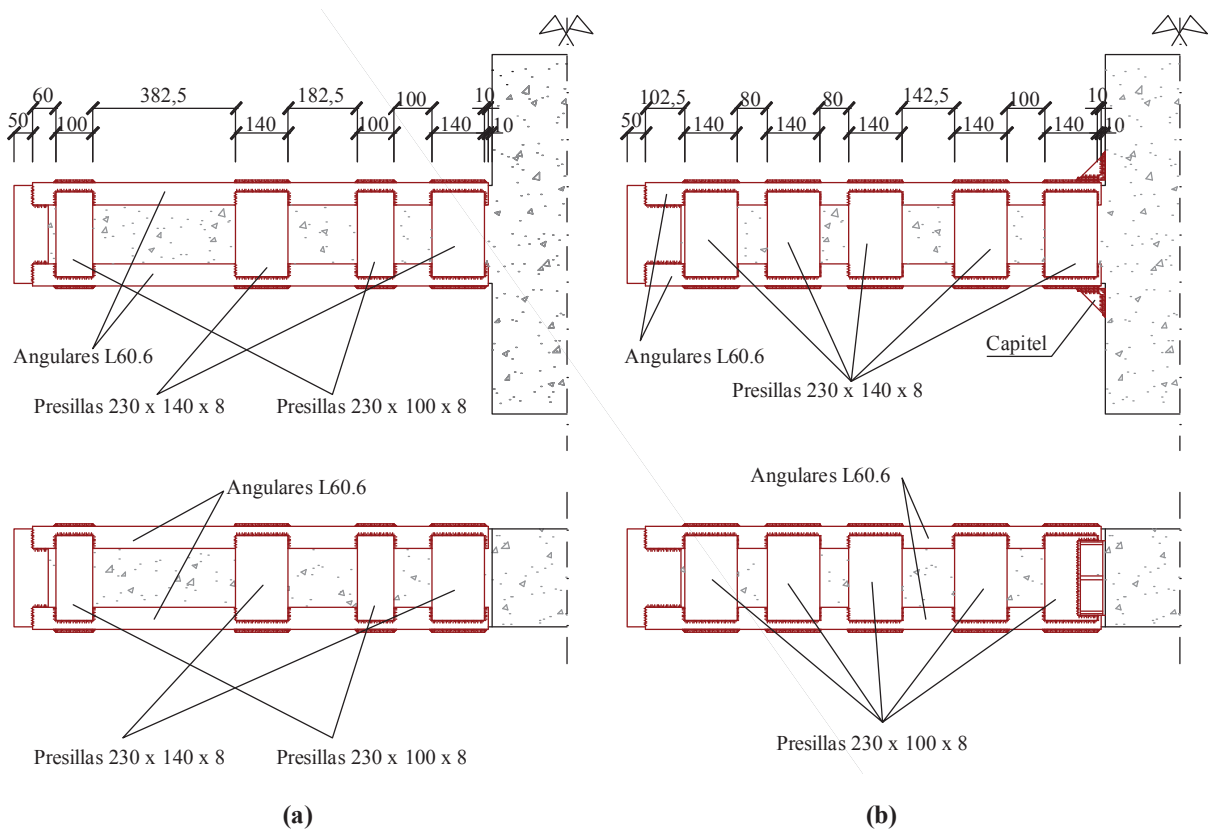 60 382,5 182,5 100 10
50 100 140 100 140 10
Angulares L60.6
Presillas 230 x 140 x 8 Presillas 230 x 100 x 8
Angulares L60.6
Presillas 230 x 140 x 8 Presillas 230 x 100 x 8
(a)
102,5 80 80 142,5 100 10
50 140 140 140 140 140 10
Angulares L60.6
Capitel
Presillas 230 x 140 x 8
Angulares L60.6
Presillas 230 x 100 x 8
(b)